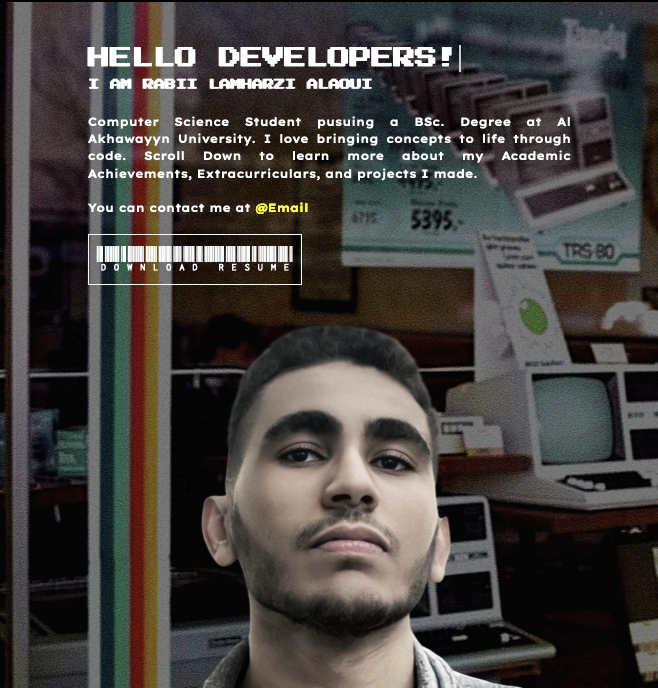 HELLO DEVELOPERS!
I AM RABII LAMHARZI ALAOUI
Computer Science Student pusuing a BSc. Degree at Al
Akhawayyn University. I love bringing concepts to life through
code. Scroll Down to learn more about my Academic
Achievements, Extracurriculars, and projects I made.
You can contact me at @Email
DOWNLOAD RESUME
Tandy
5395.
TRS-80